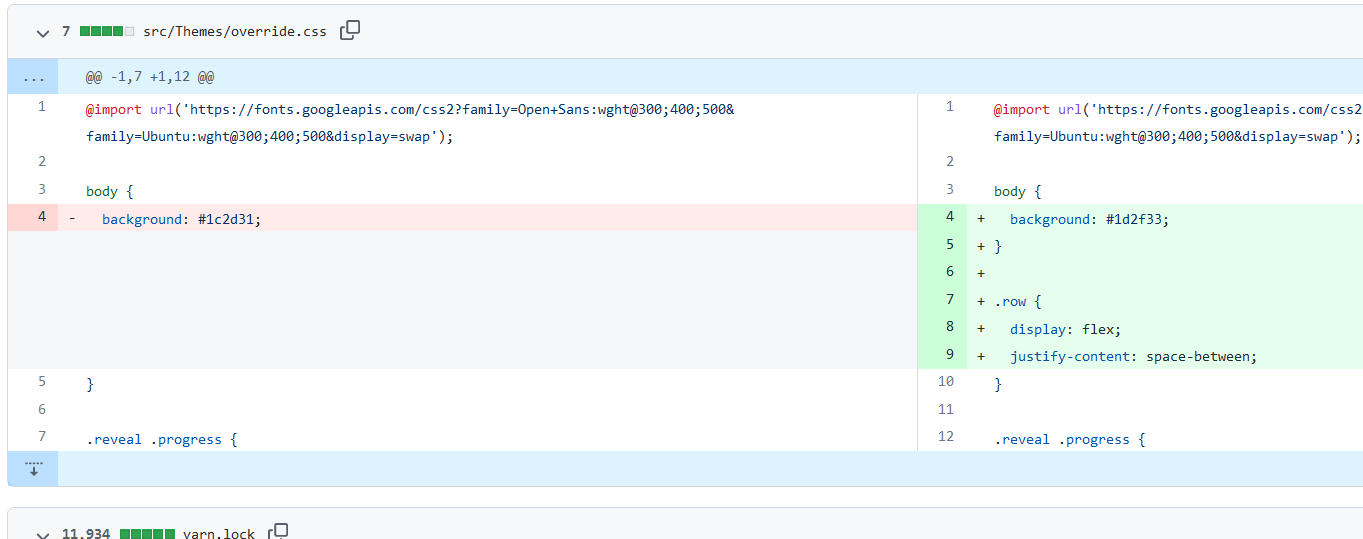 7 src/Themes/override.css
... @@ -1,7 +1,12 @@
1 @import url('https://fonts.googleapis.com/css2?family=Open+Sans:wght@300;400;500&
family=Ubuntu:wght@300;400;500&display=swap');
2
3 body {
4 - background: #1c2d31;
5 }
6
7 .reveal .progress {
1 @import url('https://fonts.googleapis.com/css2
family=Ubuntu:wght@300;400;500&display=swap');
2
3 body {
4 + background: #1d2f33;
5 + }
6 +
7 + .row {
8 + display: flex;
9 + justify-content: space-between;
10 }
11
12 .reveal .progress {
11,934 yarn.lock